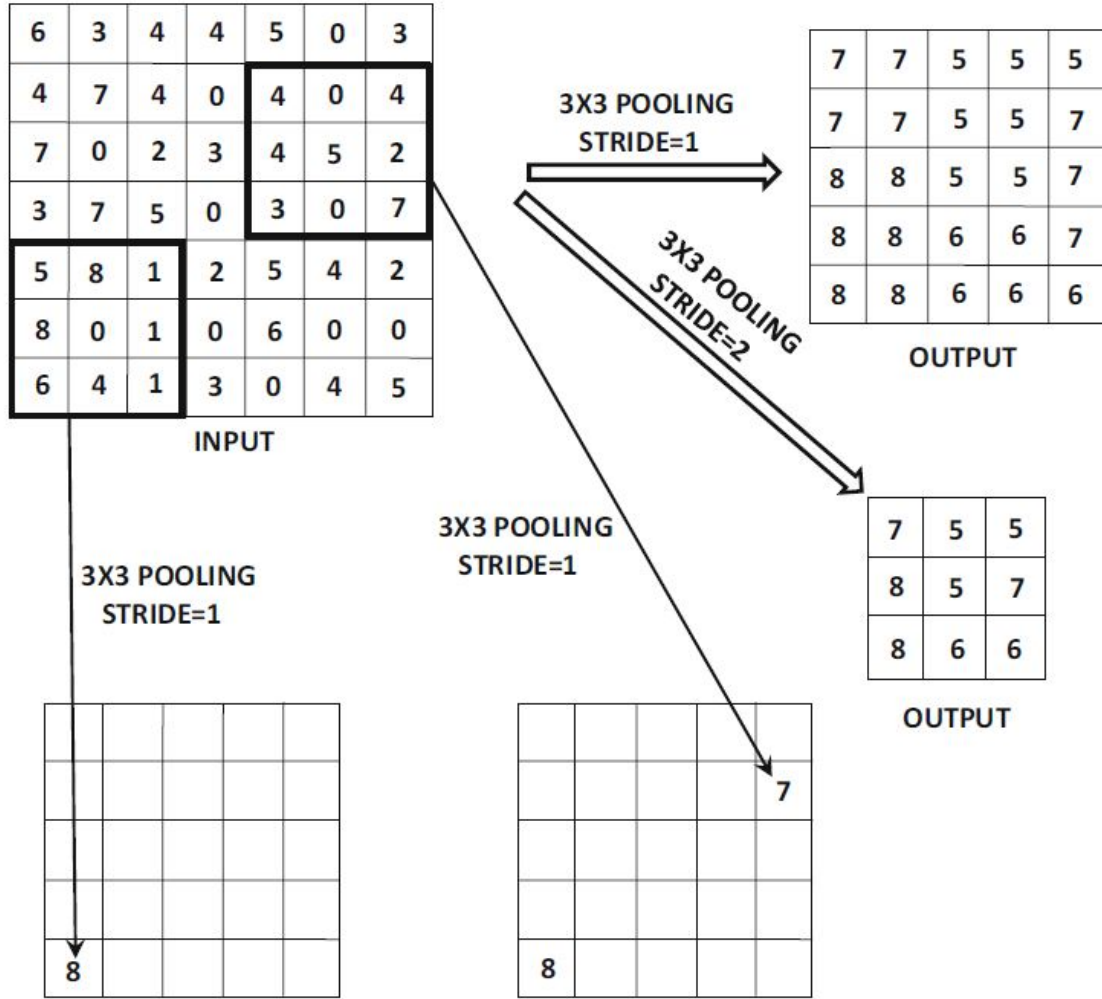 6 3 4 4 5 0 3
4 7 4 0 4 0 4
7 0 2 3 4 5 2
3 7 5 0 3 0 7
5 8 1 2 5 4 2
8 0 1 0 6 0 0
6 4 1 3 0 4 5
INPUT
3X3 POOLING
STRIDE=1
7 7 5 5 5
7 7 5 5 7
8 8 5 5 7
8 8 6 6 7
8 8 6 6 6
OUTPUT
3X3 POOLING
STRIDE=2
7 5 5
8 5 7
8 6 6
OUTPUT
3X3 POOLING
STRIDE=1
3X3 POOLING
STRIDE=1
8
7
8